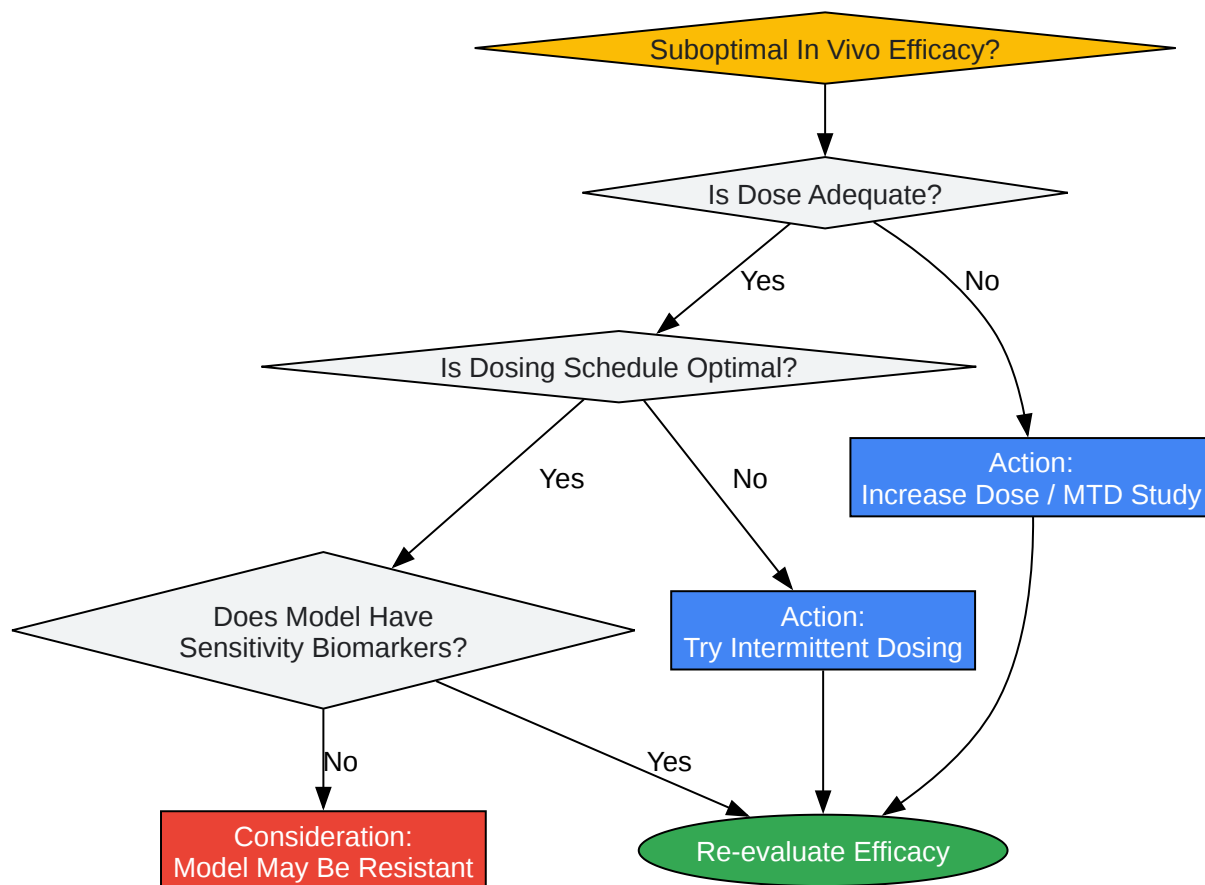 Suboptimal In Vivo Efficacy?
Is Dose Adequate?
Yes
No
Is Dosing Schedule Optimal?
Yes
No
Action:
Increase Dose / MTD Study
Does Model Have
Sensitivity Biomarkers?
Action:
Try Intermittent Dosing
No
Yes
Consideration:
Model May Be Resistant
Re-evaluate Efficacy